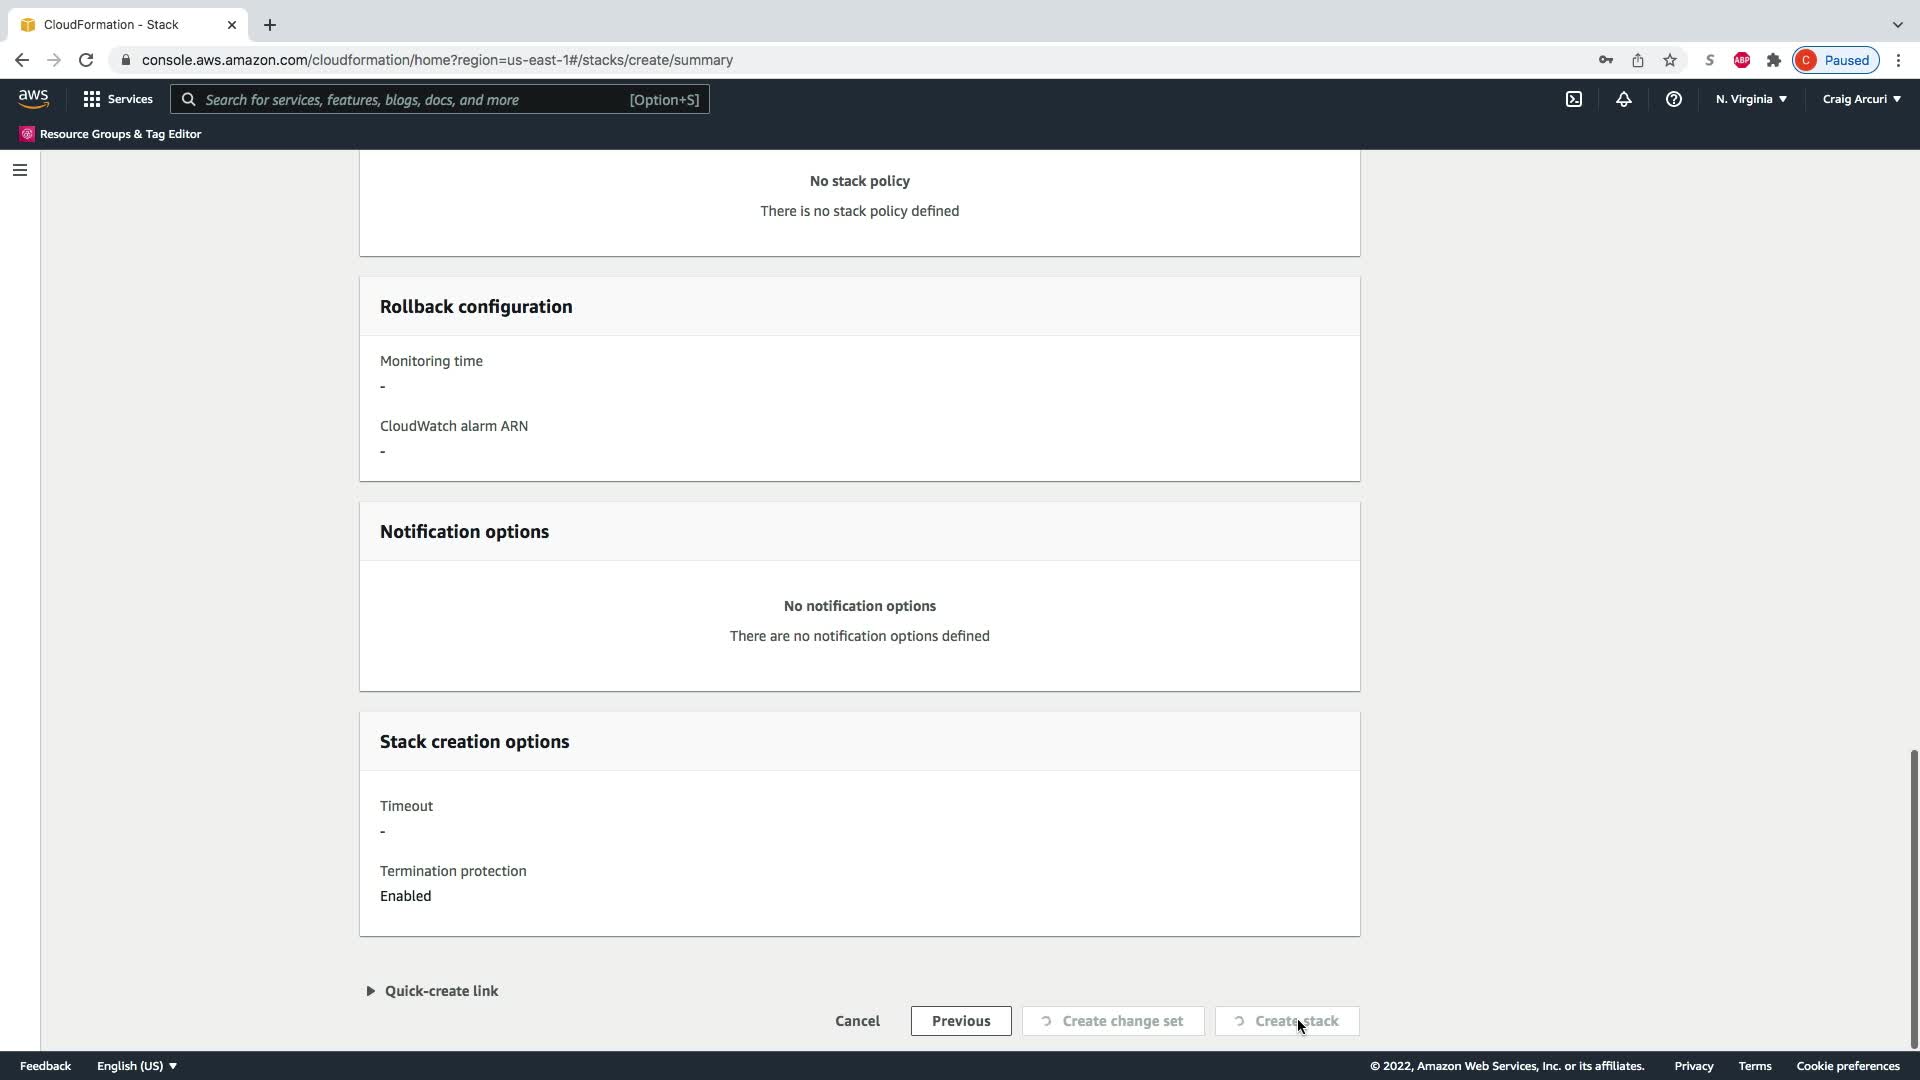 CloudFormation - Stack
console.aws.amazon.com/cloudformation/home?region=us-east-1#/stacks/create/summary
S
ABP
C
Paused
aws
Services
Search for services, features, blogs, docs, and more
[Option+S]
N. Virginia
Craig Arcuri
Resource Groups & Tag Editor
No stack policy
There is no stack policy defined
Rollback configuration
Monitoring time
-
CloudWatch alarm ARN
-
Notification options
No notification options
There are no notification options defined
Stack creation options
Timeout
-
Termination protection
Enabled
Quick-create link
Cancel
Previous
Create change set
Create stack
Feedback
English (US)
© 2022, Amazon Web Services, Inc. or its affiliates.
Privacy
Terms
Cookie preferences